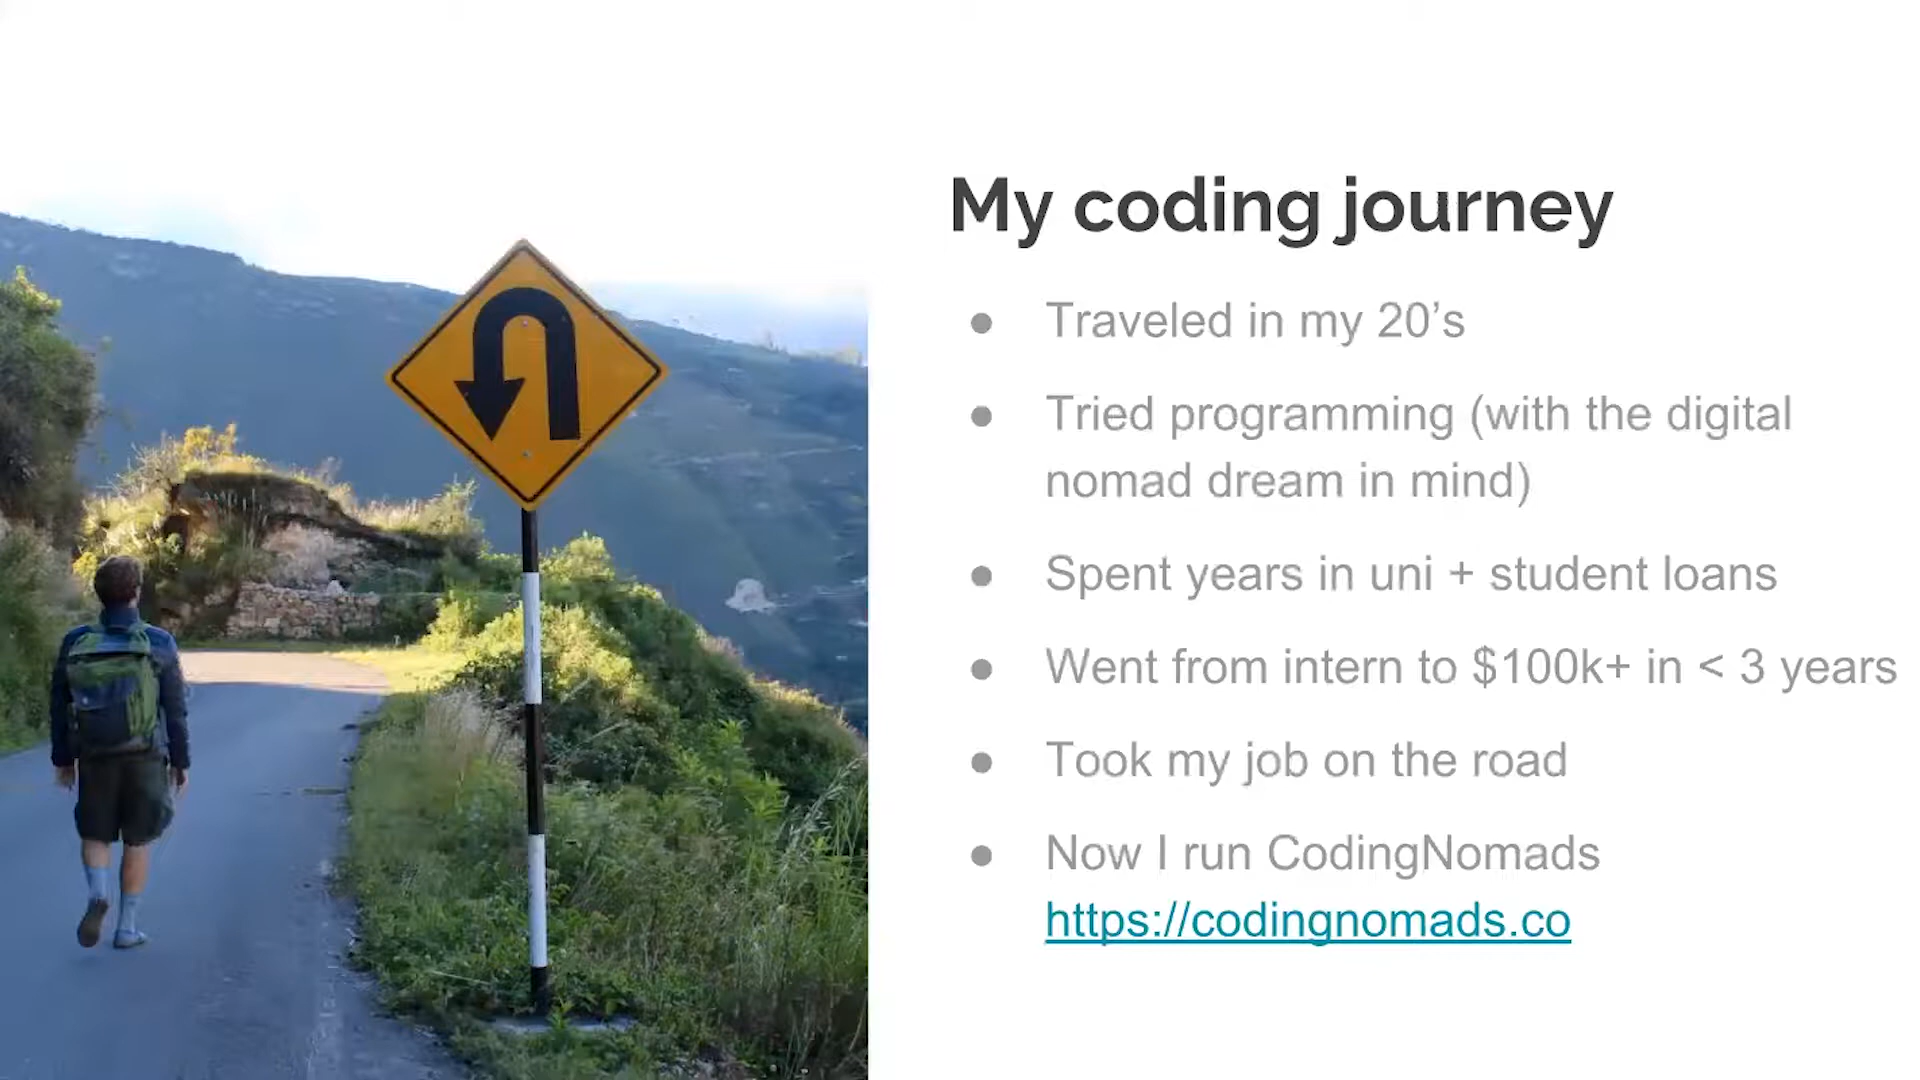 My coding journey
● Traveled in my 20’s
● Tried programming (with the digital
nomad dream in mind)
● Spent years in uni + student loans
● Went from intern to $100k+ in < 3 years
● Took my job on the road
● Now I run CodingNomads
https://codingnomads.co